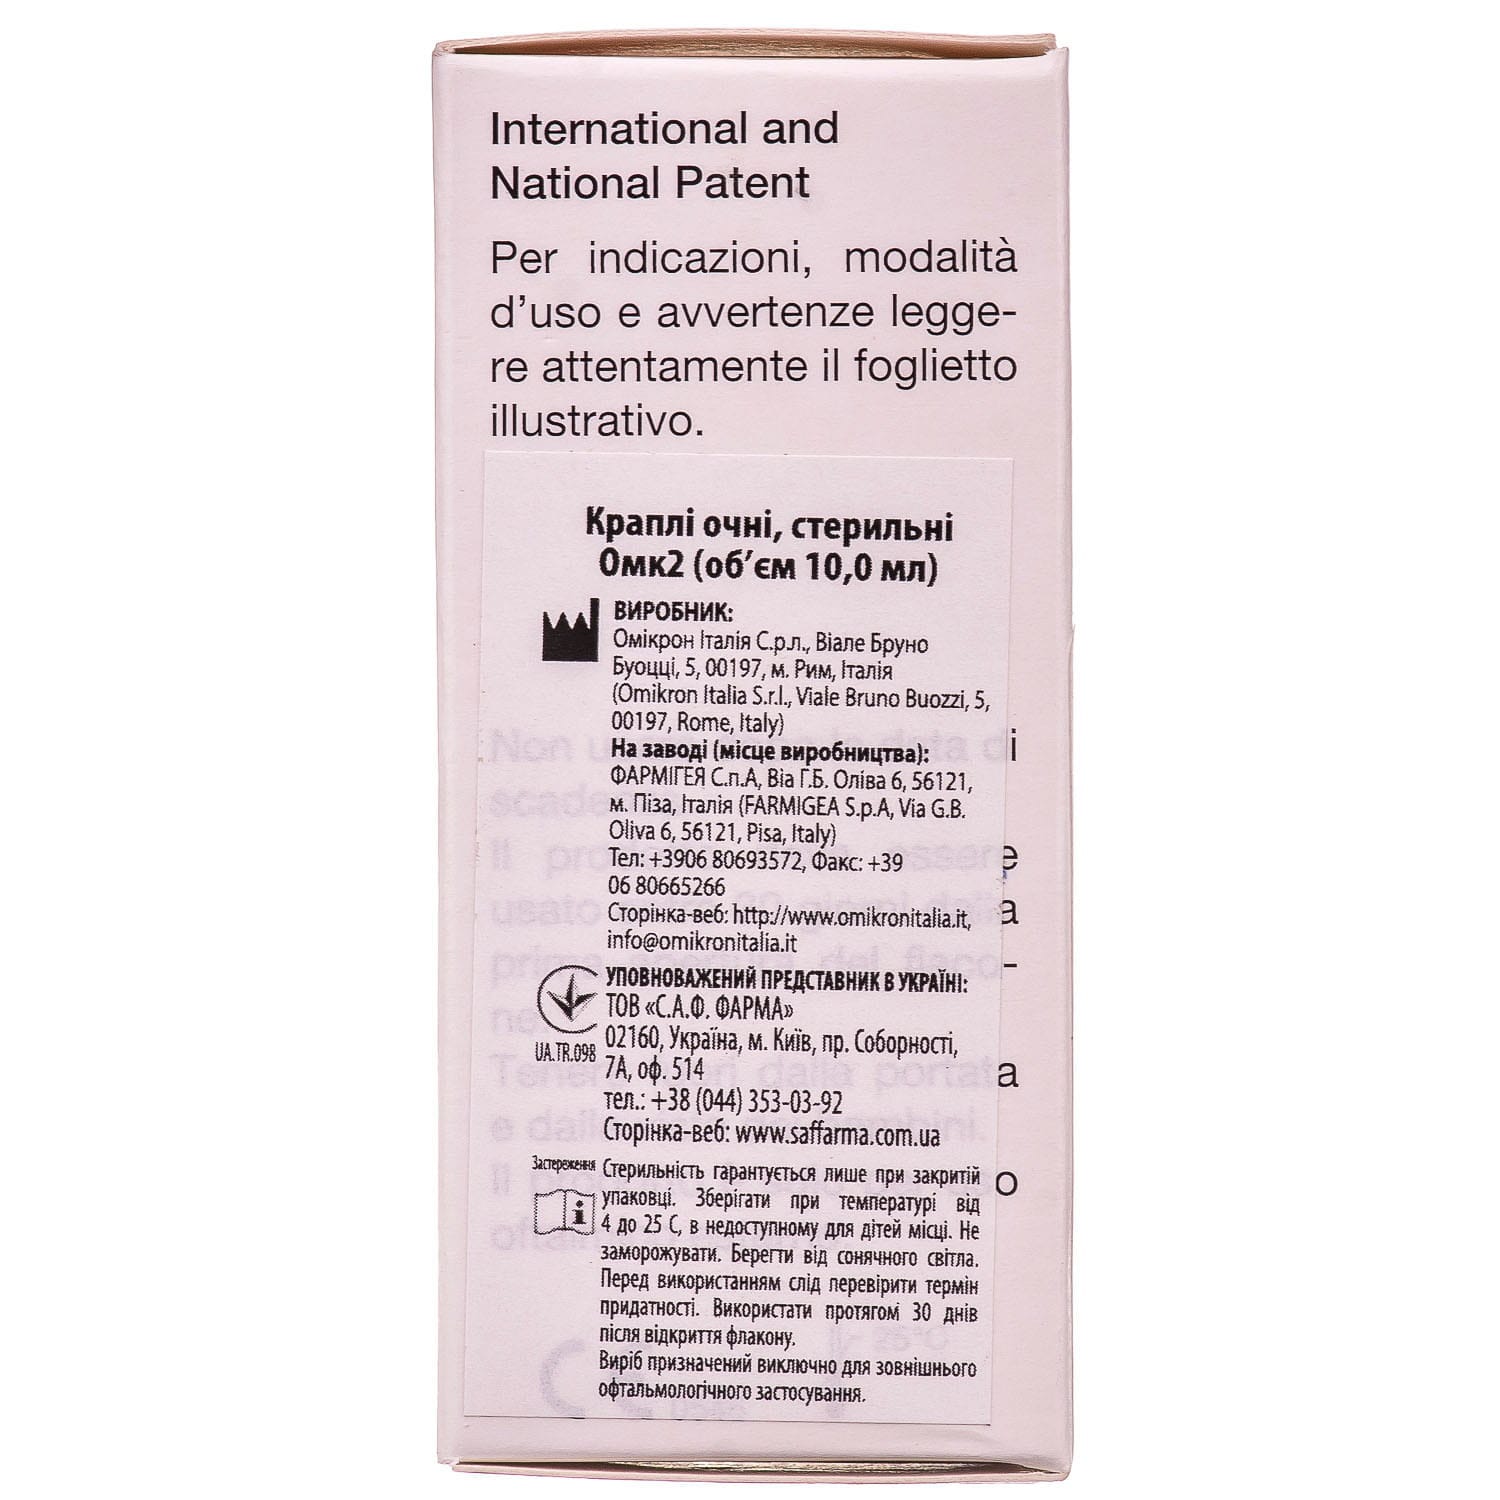 International and
National Patent
Per indicazioni, modalità
d'uso e avvertenze legge-
re attentamente il foglietto
illustrativo.
Краплі очні, стерильні
Омк2 (об'єм 10,0 мл)
ВИРОБНИК:
Омікрон Італія С.р.л., Віале Бруно
Буоцці, 5, 00197, м. Рим, Італія
(Omikron Italia S.r.l., Viale Bruno Buozzi, 5,
00197, Rome, Italy)
На заводі (місце виробництва):
ФАРМІГЕЯ С.п.А, Віа Г.Б. Оліва 6, 56121,
м. Піза, Італія (FARMIGEA S.p.A, Via G.B.
Oliva 6, 56121, Pisa, Italy)
Тел: +3906 80693572, Факс: +39
06 80665266
Сторінка-веб: http://www.omikronitalia.it,
info@omikronitalia.it
УПОВНОВАЖЕНИЙ ПРЕДСТАВНИК В УКРАЇНІ:
ТОВ «С.А.Ф. ФАРМА»
02160, Україна, м. Київ, пр. Соборності,
UA.TR.098 7А, оф. 514
тел.: +38 (044) 353-03-92
Сторінка-веб: www.saffarma.com.ua
Застереження Стерильність гарантується лише при закритій
упаковці. Зберігати при температурі від
4 до 25 С, в недоступному для дітей місці. Не
заморожувати. Берегти від сонячного світла.
Перед використанням слід перевірити термін
придатності. Використати протягом 30 днів
після відкриття флакону.
Виріб призначений виключно для зовнішнього
офтальмологічного застосування.